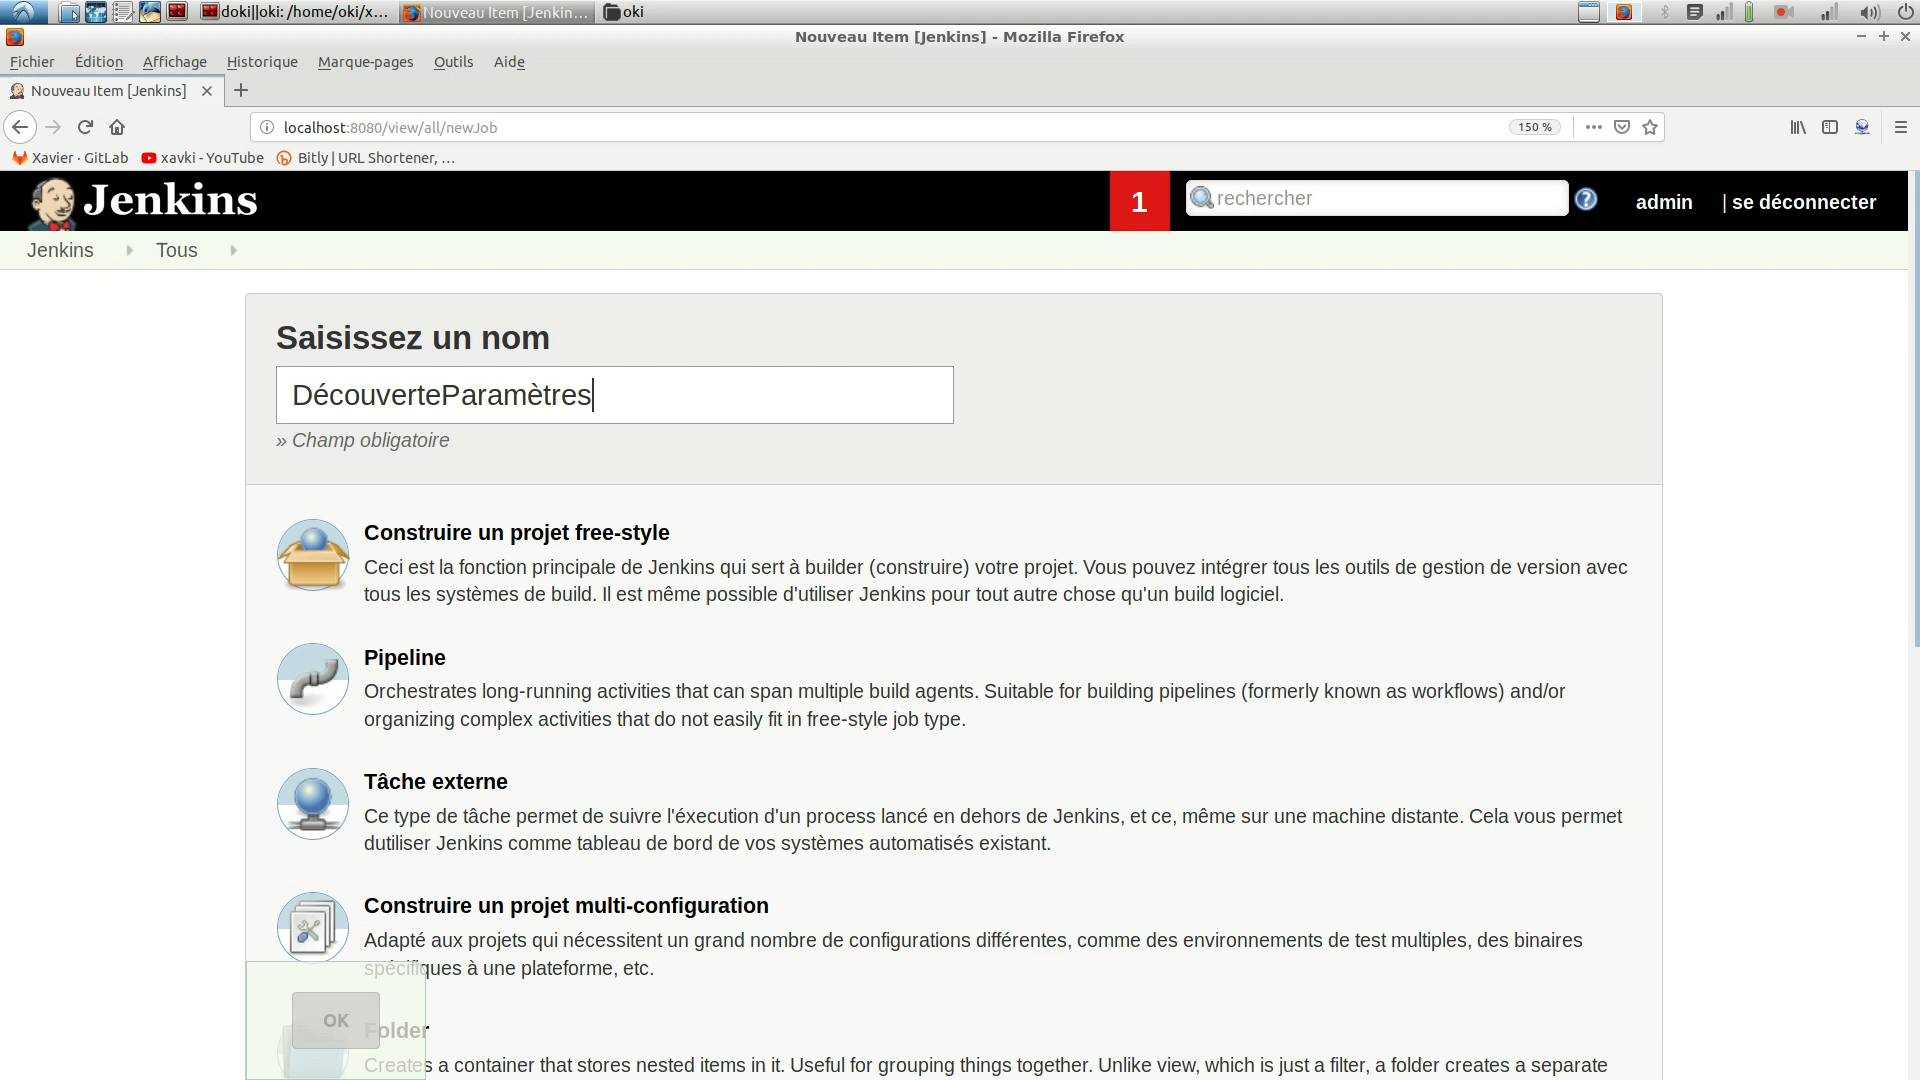 doki||oki: /home/oki/x...
Nouveau Item [Jenkin...
oki
Nouveau Item [Jenkins] - Mozilla Firefox
Fichier Édition Affichage Historique Marque-pages Outils Aide
Nouveau Item [Jenkins]
localhost:8080/view/all/newJob
150 %
Xavier · GitLab
xavki - YouTube
Bitly | URL Shortener, ...
Jenkins
1
rechercher
admin
| se déconnecter
Jenkins
Tous
Saisissez un nom
DécouverteParamètres
» Champ obligatoire
Construire un projet free-style
Ceci est la fonction principale de Jenkins qui sert à builder (construire) votre projet. Vous pouvez intégrer tous les outils de gestion de version avec
tous les systèmes de build. Il est même possible d'utiliser Jenkins pour tout autre chose qu'un build logiciel.
Pipeline
Orchestrates long-running activities that can span multiple build agents. Suitable for building pipelines (formerly known as workflows) and/or
organizing complex activities that do not easily fit in free-style job type.
Tâche externe
Ce type de tâche permet de suivre l'éxecution d'un process lancé en dehors de Jenkins, et ce, même sur une machine distante. Cela vous permet
dutiliser Jenkins comme tableau de bord de vos systèmes automatisés existant.
Construire un projet multi-configuration
Adapté aux projets qui nécessitent un grand nombre de configurations différentes, comme des environnements de test multiples, des binaires
spécifiques à une plateforme, etc.
OK
Folder
Creates a container that stores nested items in it. Useful for grouping things together. Unlike view, which is just a filter, a folder creates a separate